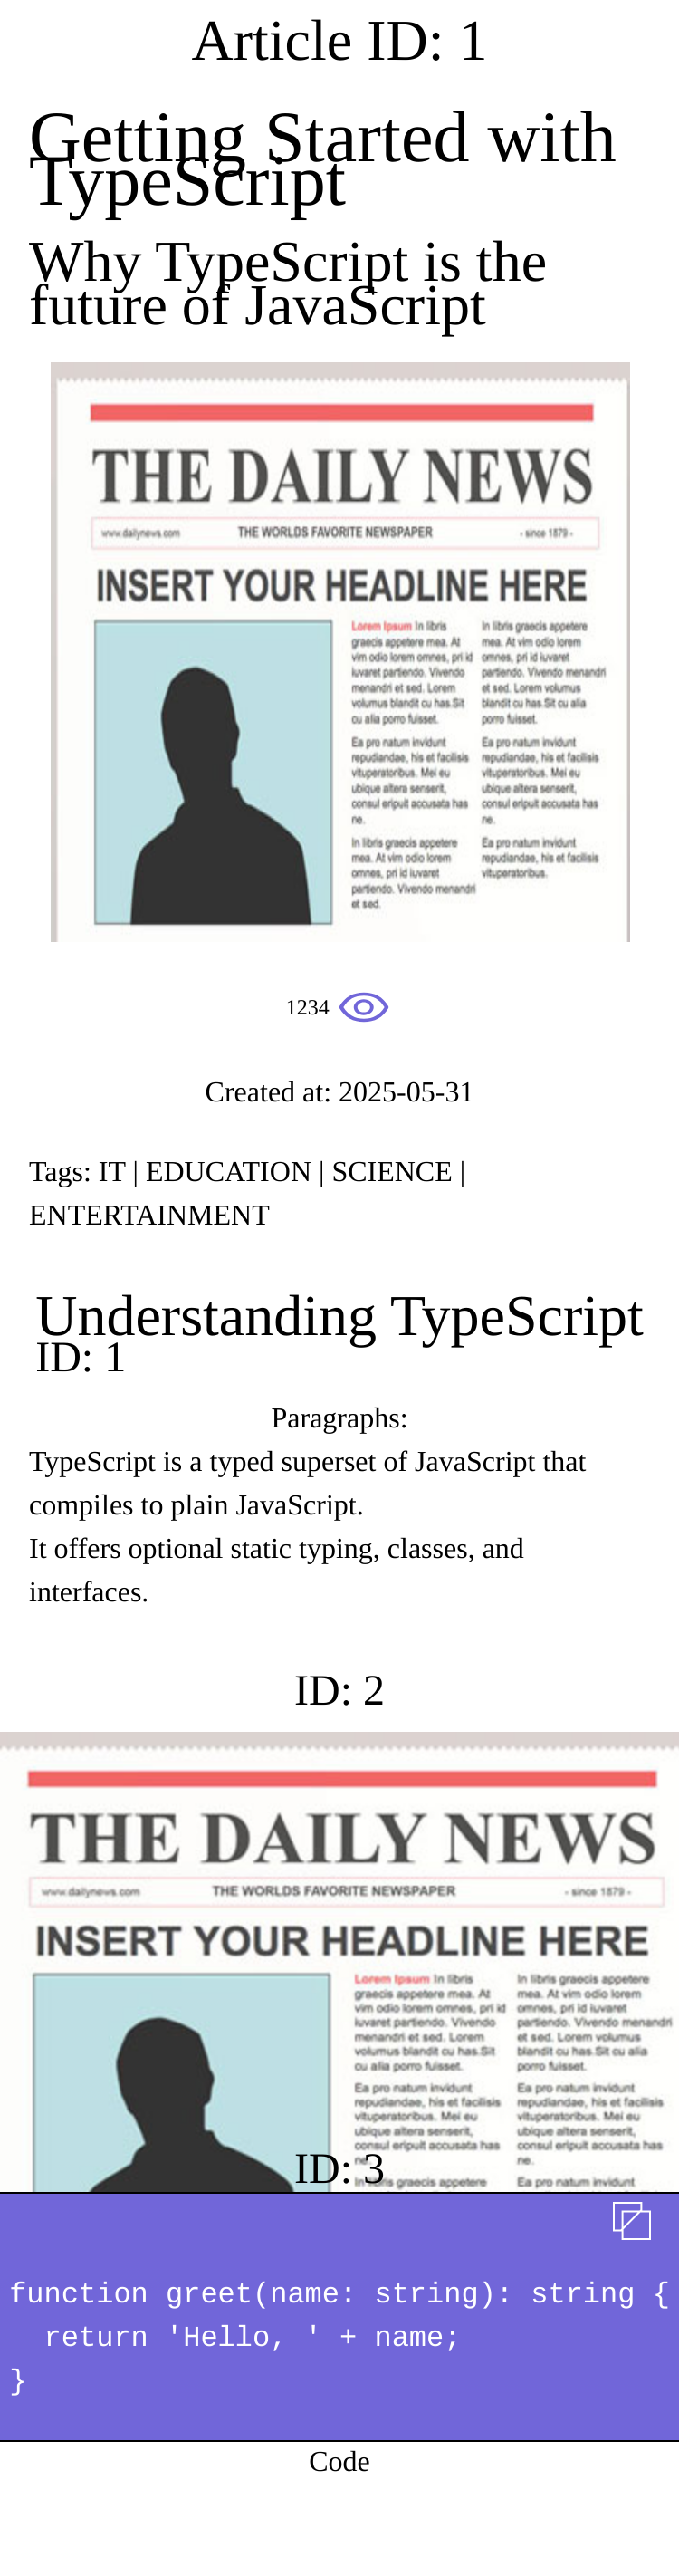 Article ID: 1
Getting Started with
TypeScript
Why TypeScript is the
future of JavaScript
THE DAILY NEWS
www.dailynews.com THE WORLDS FAVORITE NEWSPAPER - since 1879 -
INSERT YOUR HEADLINE HERE
Lorem Ipsum In libris
graecis appetere mea. At
vim odio lorem omnes, pri id
iuvaret partiendo. Vivendo
menandri et sed. Lorem
volumus blandit cu has.Sit
cu alia porro fuisset.
Ea pro natum invidunt
repudiandae, his et facilisis
vituperatoribus. Mei eu
ubique altera senserit,
consul eripuit accusata has
ne.
In libris graecis appetere
mea. At vim odio lorem
omnes, pri id iuvaret
partiendo. Vivendo menandri
et sed.
In libris graecis appetere
mea. At vim odio lorem
omnes, pri id iuvaret
partiendo. Vivendo menandri
et sed. Lorem volumus
blandit cu has.Sit cu alia
porro fuisset.
Ea pro natum invidunt
repudiandae, his et facilisis
vituperatoribus. Mei eu
ubique altera senserit,
consul eripuit accusata has
ne.
Ea pro natum invidunt
repudiandae, his et facilisis
vituperatoribus.
1234
Created at: 2025-05-31
Tags: IT | EDUCATION | SCIENCE |
ENTERTAINMENT
Understanding TypeScript
ID: 1
Paragraphs:
TypeScript is a typed superset of JavaScript that
compiles to plain JavaScript.
It offers optional static typing, classes, and
interfaces.
ID: 2
THE DAILY NEWS
www.dailynews.com THE WORLDS FAVORITE NEWSPAPER - since 1879 -
INSERT YOUR HEADLINE HERE
Lorem Ipsum In libris
graecis appetere mea. At
vim odio lorem omnes, pri id
iuvaret partiendo. Vivendo
menandri et sed. Lorem
volumus blandit cu has.Sit
cu alia porro fuisset.
Ea pro natum invidunt
repudiandae, his et facilisis
vituperatoribus. Mei eu
ubique altera senserit,
consul eripuit accusata has
ne.
In libris graecis appetere
In libris graecis appetere
mea. At vim odio lorem
omnes, pri id iuvaret
partiendo. Vivendo menandri
et sed. Lorem volumus
blandit cu has.Sit cu alia
porro fuisset.
Ea pro natum invidunt
repudiandae, his et facilisis
vituperatoribus. Mei eu
ubique altera senserit,
consul eripuit accusata has
ne.
Ea pro natum invidunt
ID: 3
function greet(name: string): string {
  return 'Hello, ' + name;
}
Code